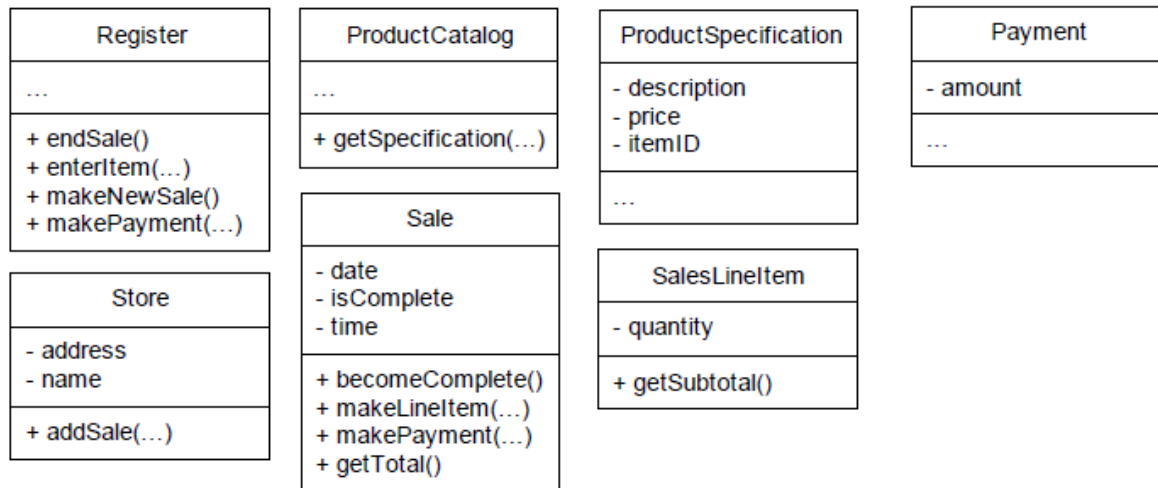 Register
...
+ endSale()
+ enterItem(...)
+ makeNewSale()
+ makePayment(...)
ProductCatalog
...
+ getSpecification(...)
ProductSpecification
- description
- price
- itemID
...
Payment
- amount
...
Store
- address
- name
+ addSale(...)
Sale
- date
- isComplete
- time
+ becomeComplete()
+ makeLineItem(...)
+ makePayment(...)
+ getTotal()
SalesLineItem
- quantity
+ getSubtotal()